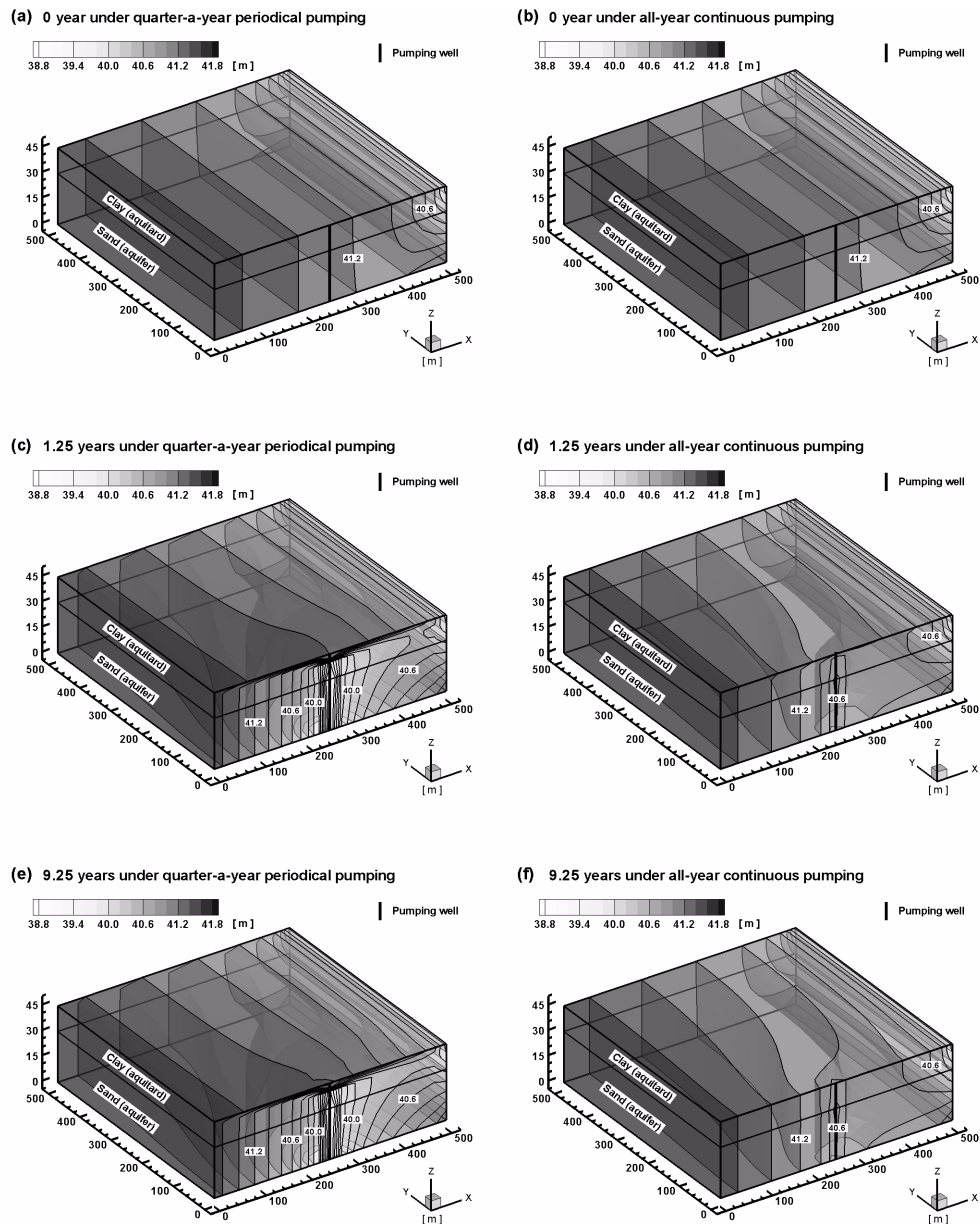 (a) 0 year under quarter-a-year periodical pumping
38.8 39.4 40.0 40.6 41.2 41.8 [ m ]
Pumping well
45
30
15
0
500
400
300
200
100
0
0
100
200
300
400
500
Clay (aquitard)
Sand (aquifer)
40.6
41.2
Z
Y
X
[ m ]
(b) 0 year under all-year continuous pumping
38.8 39.4 40.0 40.6 41.2 41.8 [ m ]
Pumping well
45
30
15
0
500
400
300
200
100
0
0
100
200
300
400
500
Clay (aquitard)
Sand (aquifer)
40.6
41.2
Z
Y
X
[ m ]
(c) 1.25 years under quarter-a-year periodical pumping
38.8 39.4 40.0 40.6 41.2 41.8 [ m ]
Pumping well
45
30
15
0
500
400
300
200
100
0
0
100
200
300
400
500
Clay (aquitard)
Sand (aquifer)
41.2
40.6
40.0
40.0
40.6
Z
Y
X
[ m ]
(d) 1.25 years under all-year continuous pumping
38.8 39.4 40.0 40.6 41.2 41.8 [ m ]
Pumping well
45
30
15
0
500
400
300
200
100
0
0
100
200
300
400
500
Clay (aquitard)
Sand (aquifer)
41.2
40.6
40.6
Z
Y
X
[ m ]
(e) 9.25 years under quarter-a-year periodical pumping
38.8 39.4 40.0 40.6 41.2 41.8 [ m ]
Pumping well
45
30
15
0
500
400
300
200
100
0
0
100
200
300
400
500
Clay (aquitard)
Sand (aquifer)
41.2
40.6
40.0
40.0
40.6
Z
Y
X
[ m ]
(f) 9.25 years under all-year continuous pumping
38.8 39.4 40.0 40.6 41.2 41.8 [ m ]
Pumping well
45
30
15
0
500
400
300
200
100
0
0
100
200
300
400
500
Clay (aquitard)
Sand (aquifer)
41.2
40.6
40.6
Z
Y
X
[ m ]